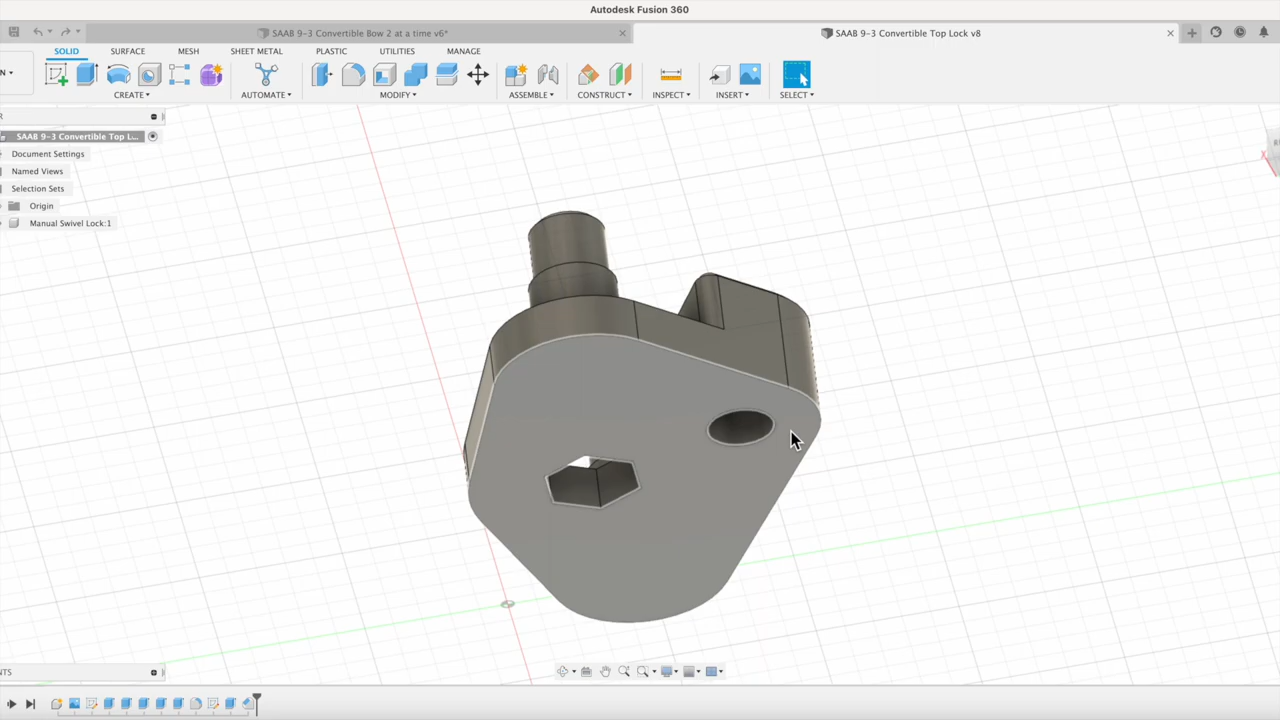 Autodesk Fusion 360
SAAB 9-3 Convertible Bow 2 at a time v6*
SAAB 9-3 Convertible Top Lock v8
SOLID SURFACE MESH SHEET METAL PLASTIC UTILITIES MANAGE
CREATE AUTOMATE MODIFY ASSEMBLE CONSTRUCT INSPECT INSERT SELECT
SAAB 9-3 Convertible Top L...
Document Settings
Named Views
Selection Sets
Origin
Manual Swivel Lock:1